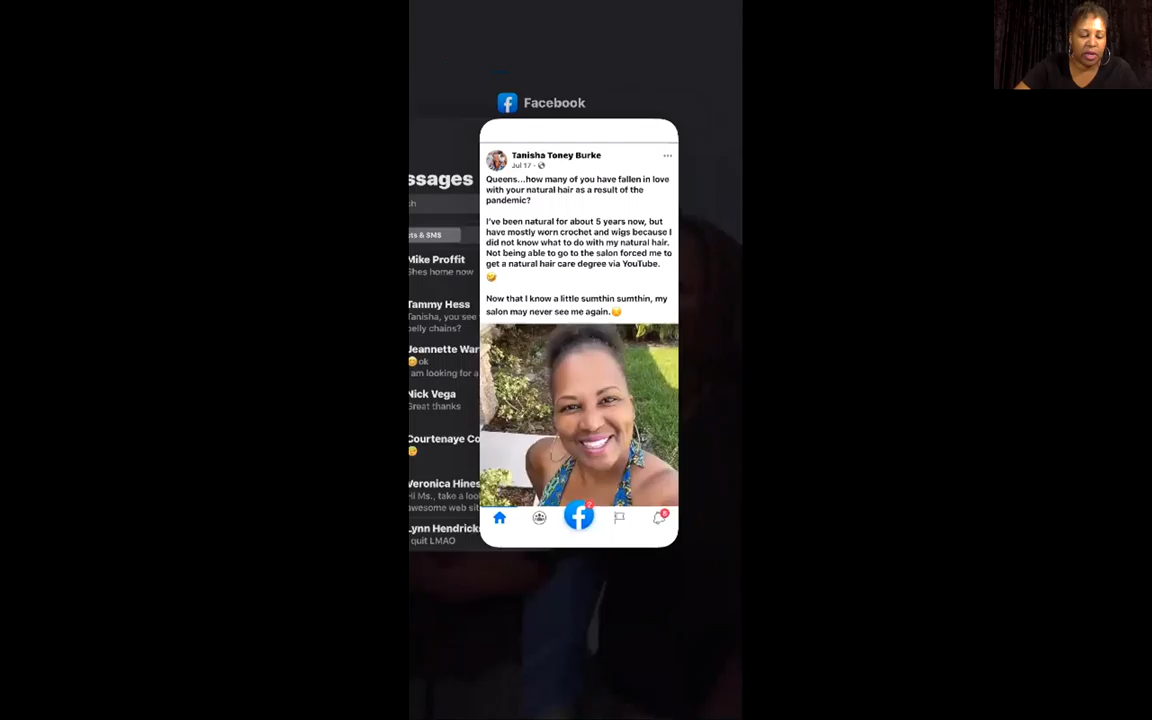 Facebook
Tanisha Toney Burke
Jul 17
Queens...how many of you have fallen in love
with your natural hair as a result of the
pandemic?
I've been natural for about 5 years now, but
have mostly worn crochet and wigs because I
did not know what to do with my natural hair.
Not being able to go to the salon forced me to
get a natural hair care degree via YouTube.
🤣
Now that I know a little sumthin sumthin, my
salon may never see me again.😏
2
6
ssages
ch
cts & SMS
Mike Proffit
Shes home now
Tammy Hess
Tanisha, you see
belly chains?
Jeannette War
ok
am looking for a
Nick Vega
Great thanks
Courtenaye Co
Veronica Hines
Hi Ms., take a loo
awesome web sit
Lynn Hendricks
quit LMAO